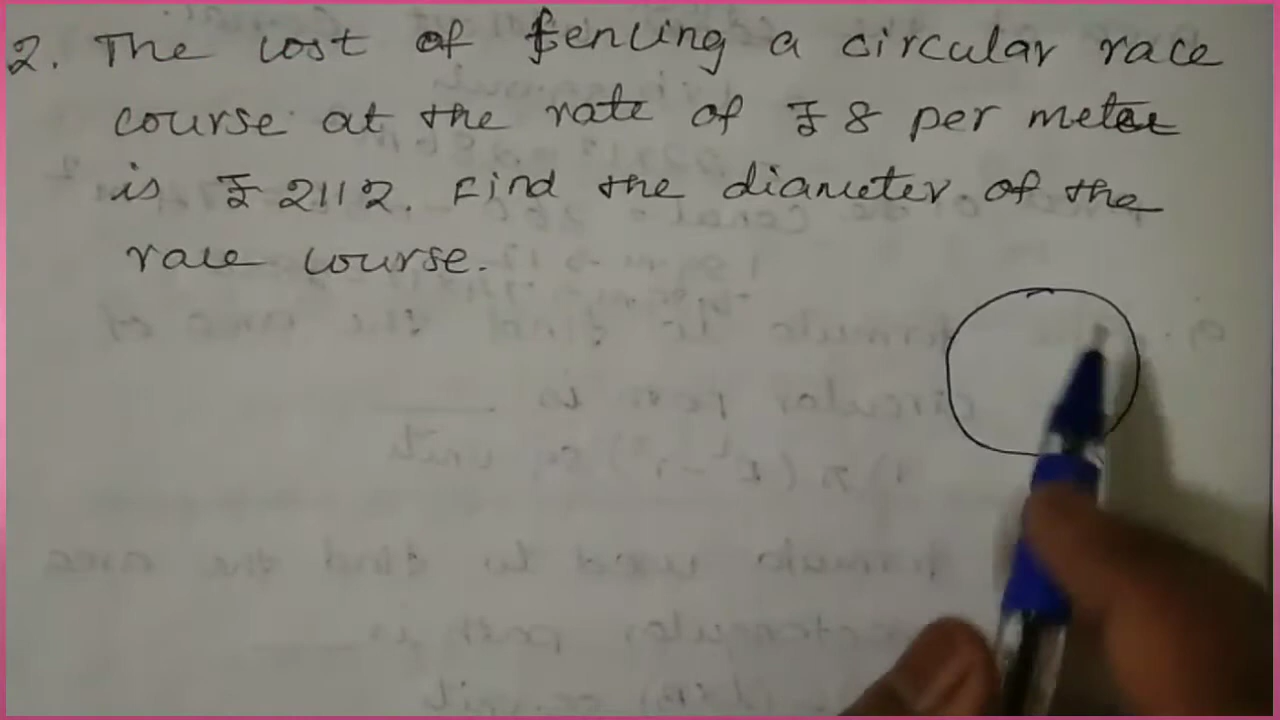 2. The cost of fencing a circular race
course at the rate of ₹ 8 per meter
is ₹ 2112. Find the diameter of the
race course.